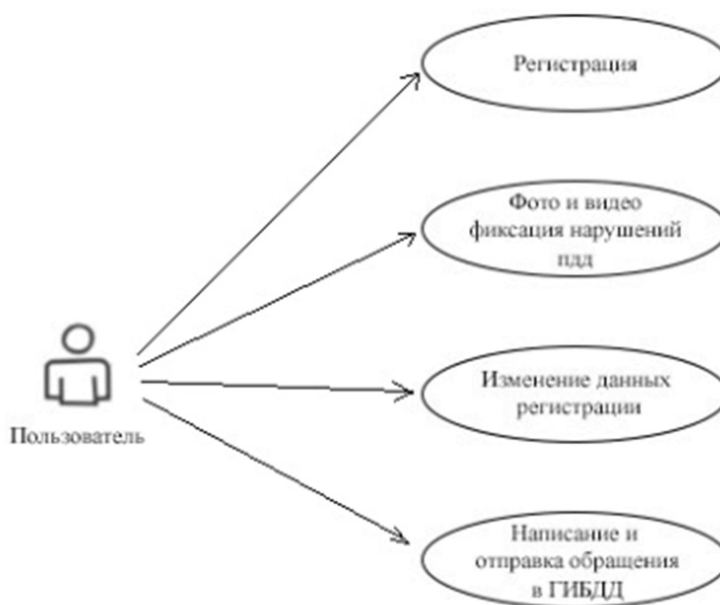 Регистрация
Фото и видео
фиксация нарушений
пдд
Изменение данных
регистрации
Пользователь
Написание и
отправка обращения
в ГИБДД